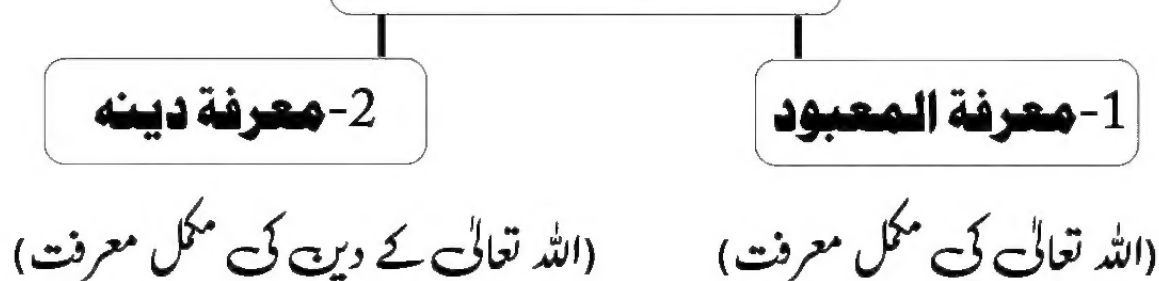 1-معرفة المعبود
2-معرفة دينه
(اللہ تعالیٰ کی مکمل معرفت)
(اللہ تعالیٰ کے دین کی مکمل معرفت)